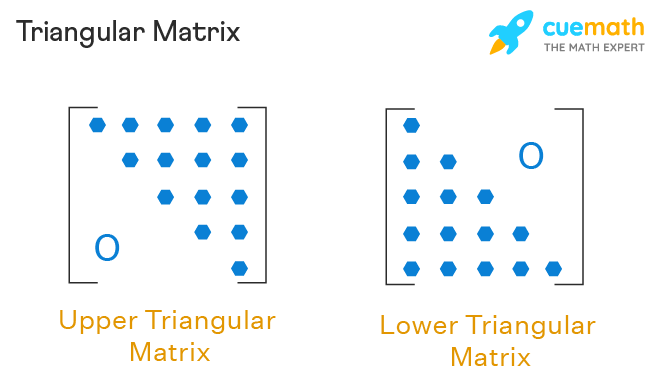 Triangular Matrix
cuemath
THE MATH EXPERT
O
O
Upper Triangular
Matrix
Lower Triangular
Matrix